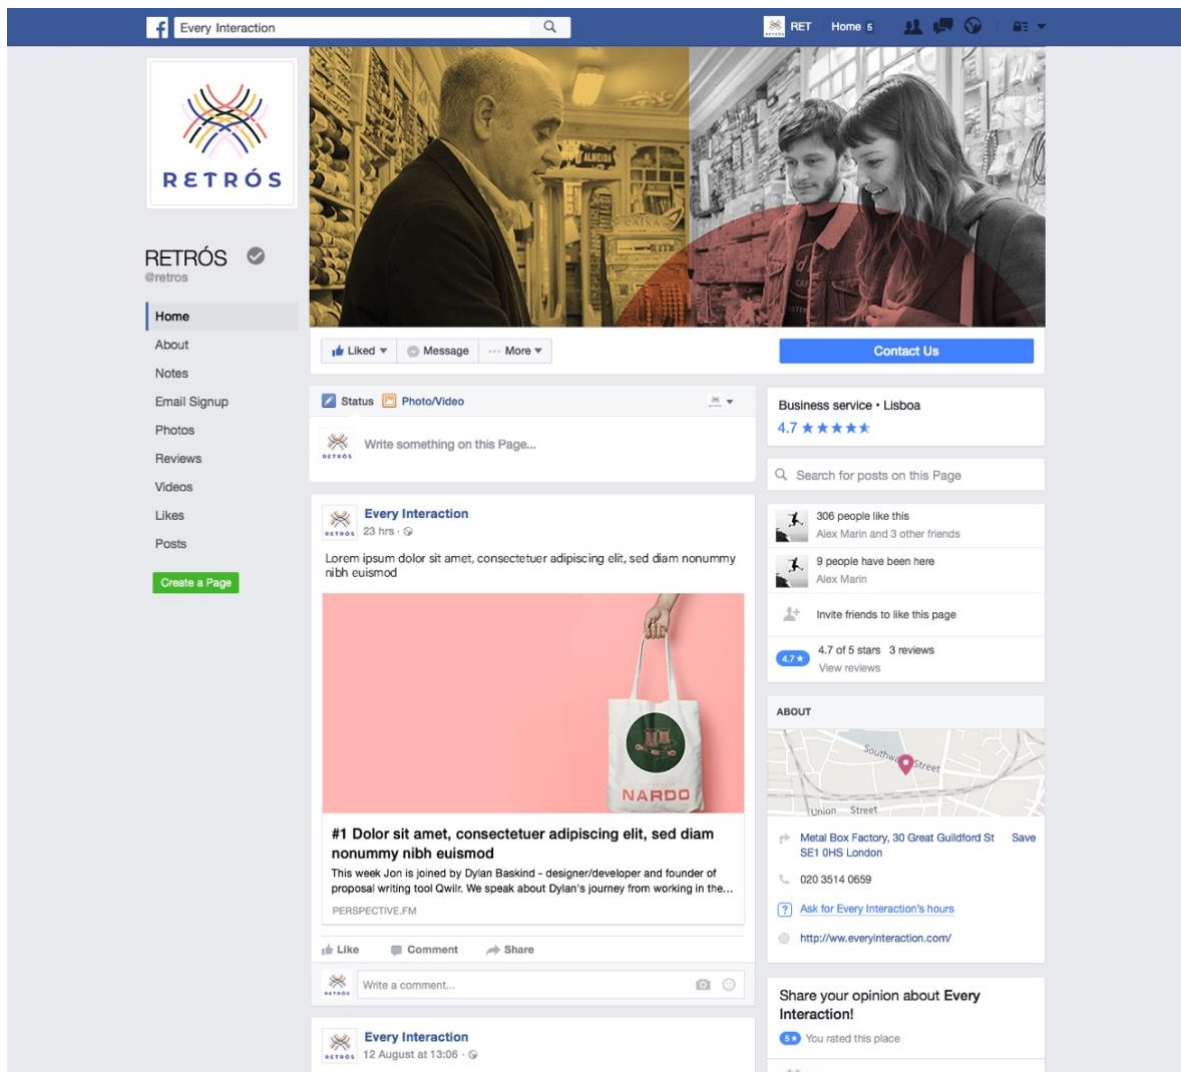 Every Interaction
RET
Home 5
RETRÓS
ALMEIDA
RETRÓS
@retros
Home
About
Notes
Email Signup
Photos
Reviews
Videos
Likes
Posts
Create a Page
Liked
Message
More
Contact Us
Status
Photo/Video
RETRÓS
Write something on this Page...
RETRÓS
Every Interaction
23 hrs
Lorem ipsum dolor sit amet, consectetuer adipiscing elit, sed diam nonummy
nibh euismod
NARDO
#1 Dolor sit amet, consectetuer adipiscing elit, sed diam
nonummy nibh euismod
This week Jon is joined by Dylan Baskind - designer/developer and founder of
proposal writing tool Qwilr. We speak about Dylan's journey from working in the...
PERSPECTIVE.FM
Like
Comment
Share
RETRÓS
Write a comment...
RETRÓS
Every Interaction
12 August at 13:06
Business service • Lisboa
4.7
Search for posts on this Page
306 people like this
Alex Marin and 3 other friends
9 people have been here
Alex Marin
Invite friends to like this page
4.7 ★
4.7 of 5 stars 3 reviews
View reviews
ABOUT
Street
Union Street
Metal Box Factory, 30 Great Guildford St
SE1 0HS London
Save
020 3514 0659
?
Ask for Every Interaction's hours
http://ww.everyinteraction.com/
Share your opinion about Every
Interaction!
5 ★
You rated this place